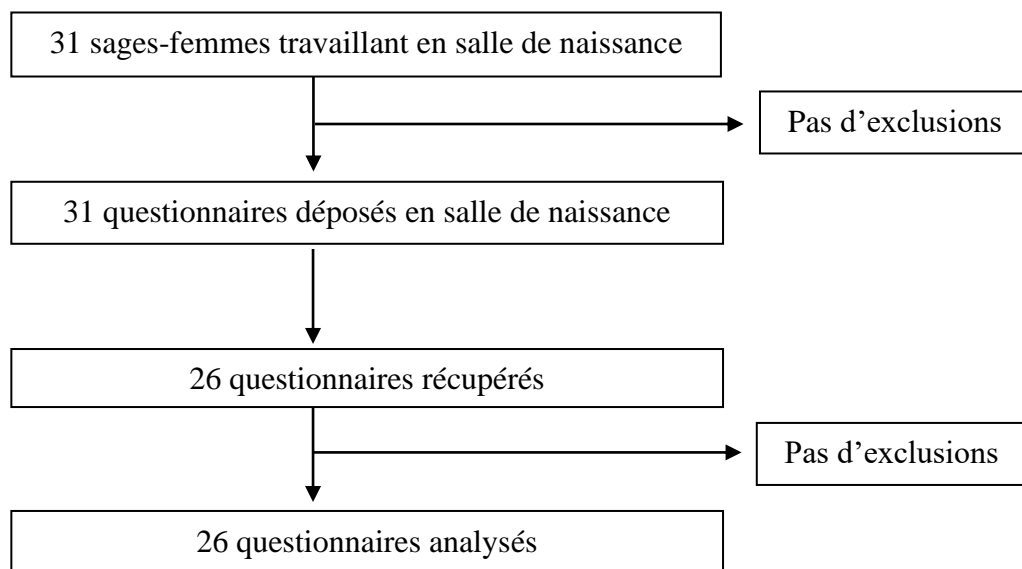 31 sages-femmes travaillant en salle de naissance
Pas d’exclusions
31 questionnaires déposés en salle de naissance
26 questionnaires récupérés
Pas d’exclusions
26 questionnaires analysés